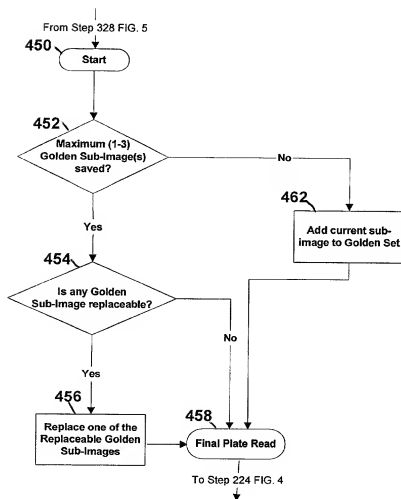 From Step 328 FIG. 5
450
Start
452
Maximum (1-3)
Golden Sub-Image(s)
saved?
No
462
Add current sub-
image to Golden Set
Yes
454
Is any Golden
Sub-Image replaceable?
No
Yes
456
Replace one of the
Replaceable Golden
Sub-Images
458
Final Plate Read
To Step 224 FIG. 4